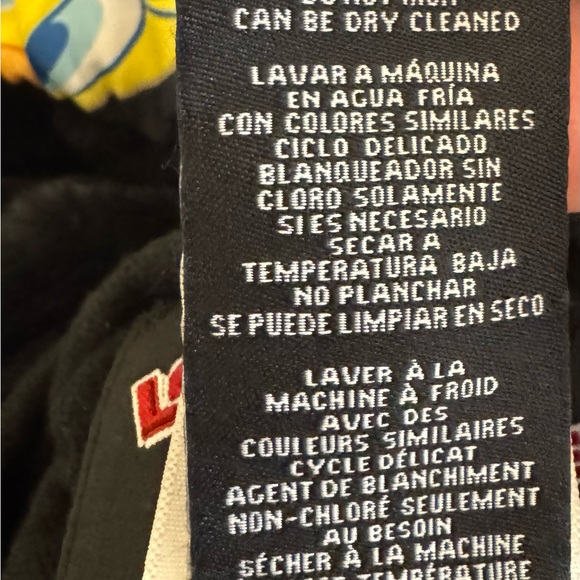 CAN BE DRY CLEANED
LAVAR A MÁQUINA
EN AGUA FRÍA
CON COLORES SIMILARES
CICLO DELICADO
BLANQUEADOR SIN
CLORO SOLAMENTE
SI ES NECESARIO
SECAR A
TEMPERATURA BAJA
NO PLANCHAR
SE PUEDE LIMPIAR EN SECO
LAVER À LA
MACHINE À FROID
AVEC DES
COULEURS SIMILAIRES
CYCLE DÉLICAT
AGENT DE BLANCHIMENT
NON-CHLORÉ SEULEMENT
AU BESOIN
SÉCHER À LA MACHINE
TEMPÉRATURE